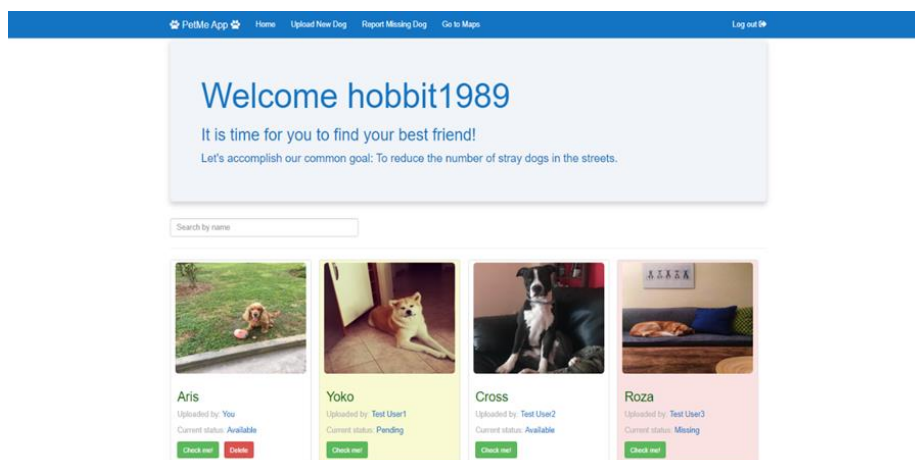 PetMe App
Home
Upload New Dog
Report Missing Dog
Go to Maps
Log out
Welcome hobbit1989
It is time for you to find your best friend!
Let's accomplish our common goal: To reduce the number of stray dogs in the streets.
Search by name
Aris
Uploaded by: You
Current status: Available
Check me!
Delete
Yoko
Uploaded by: Test User1
Current status: Pending
Check me!
Cross
Uploaded by: Test User2
Current status: Available
Check me!
Roza
Uploaded by: Test User3
Current status: Missing
Check me!